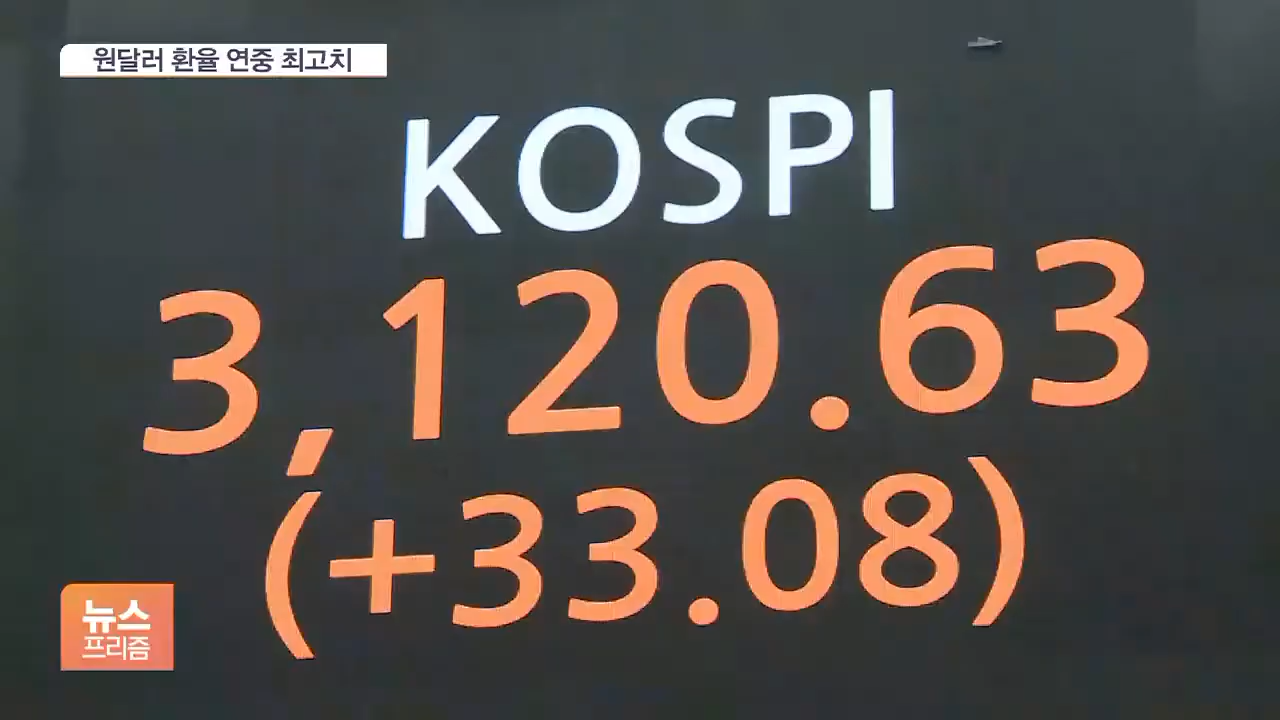 원달러 환율 연중 최고치
KOSPI
3,120.63
(+33.08)
뉴스
프리즘